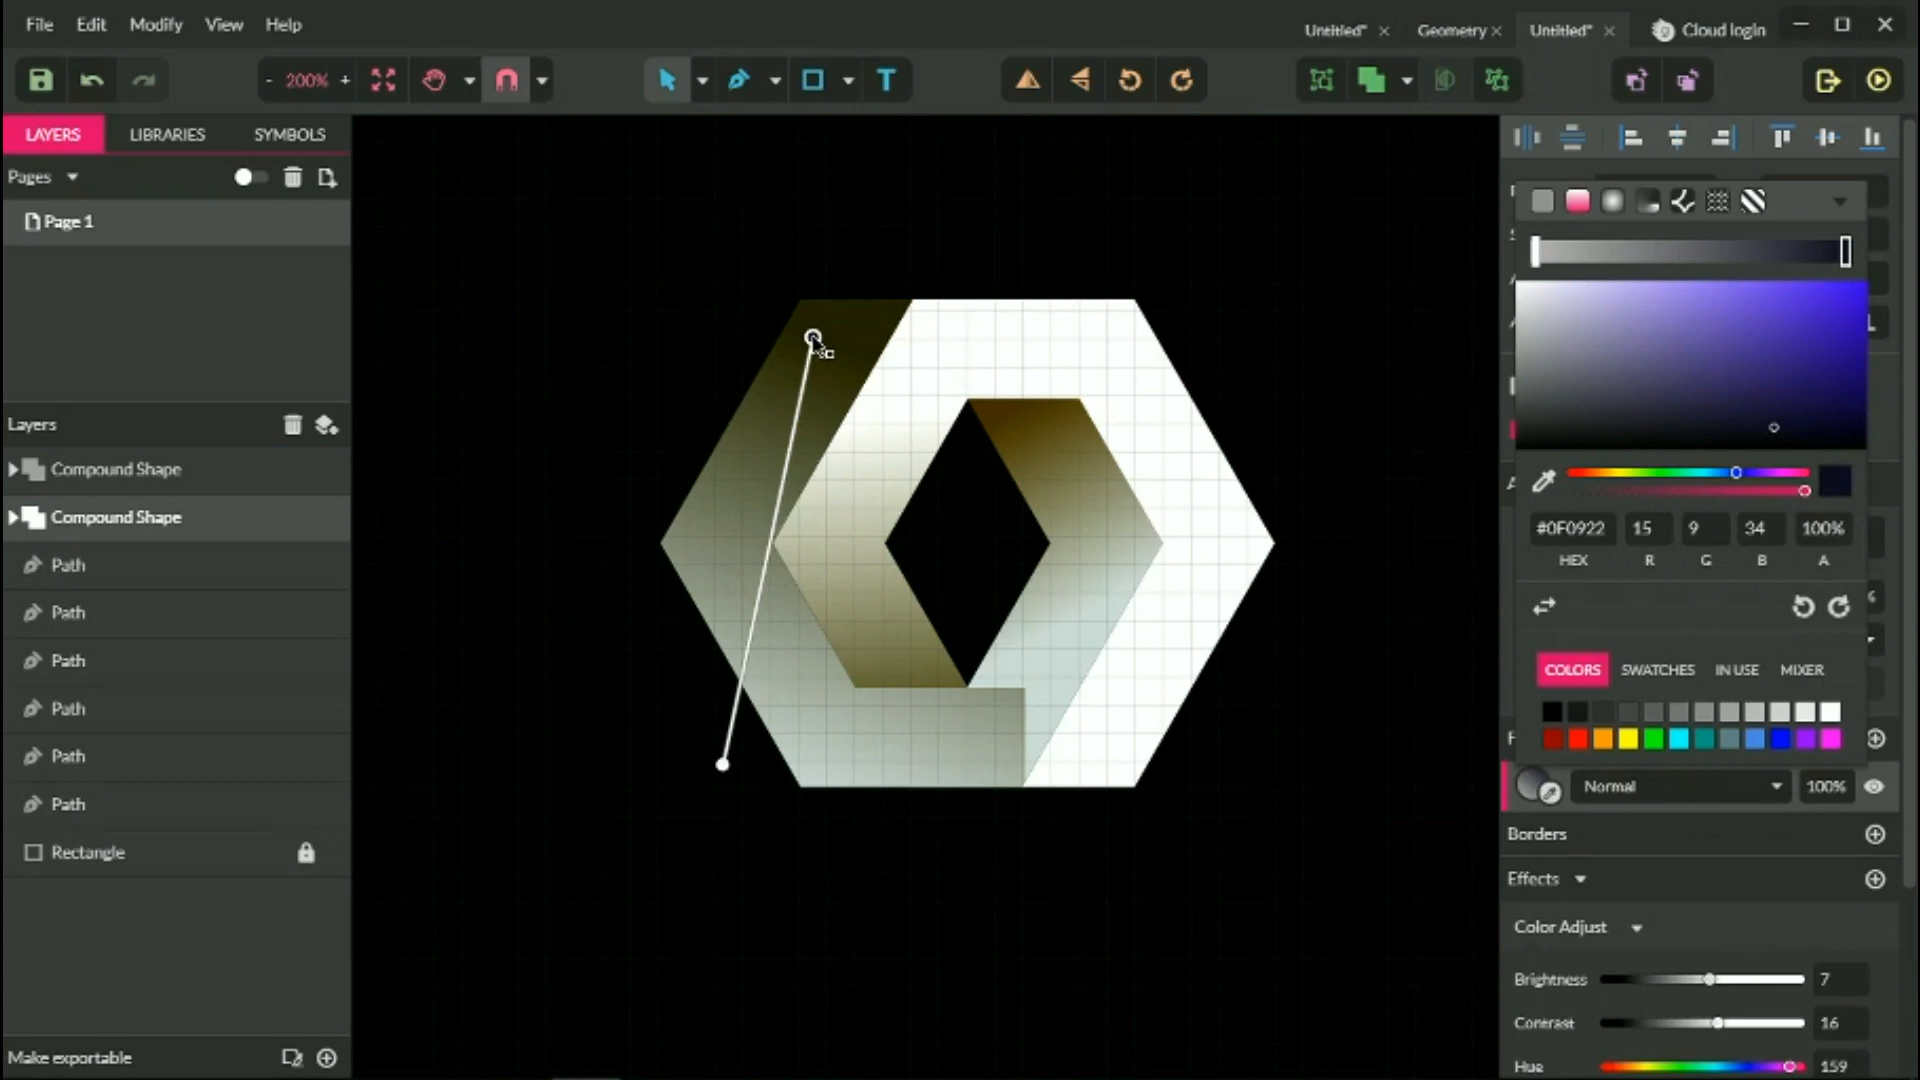 File Edit Modify View Help
Untitled* × Geometry × Untitled* × Cloud login
- 200% +
T
LAYERS LIBRARIES SYMBOLS
Pages
Page 1
Layers
Compound Shape
Compound Shape
Path
Path
Path
Path
Path
Path
Rectangle
Make exportable
#0F0922 15 9 34 100%
HEX R G B A
COLORS SWATCHES IN USE MIXER
Normal 100%
Borders
Effects
Color Adjust
Brightness 7
Contrast 16
Hue 159